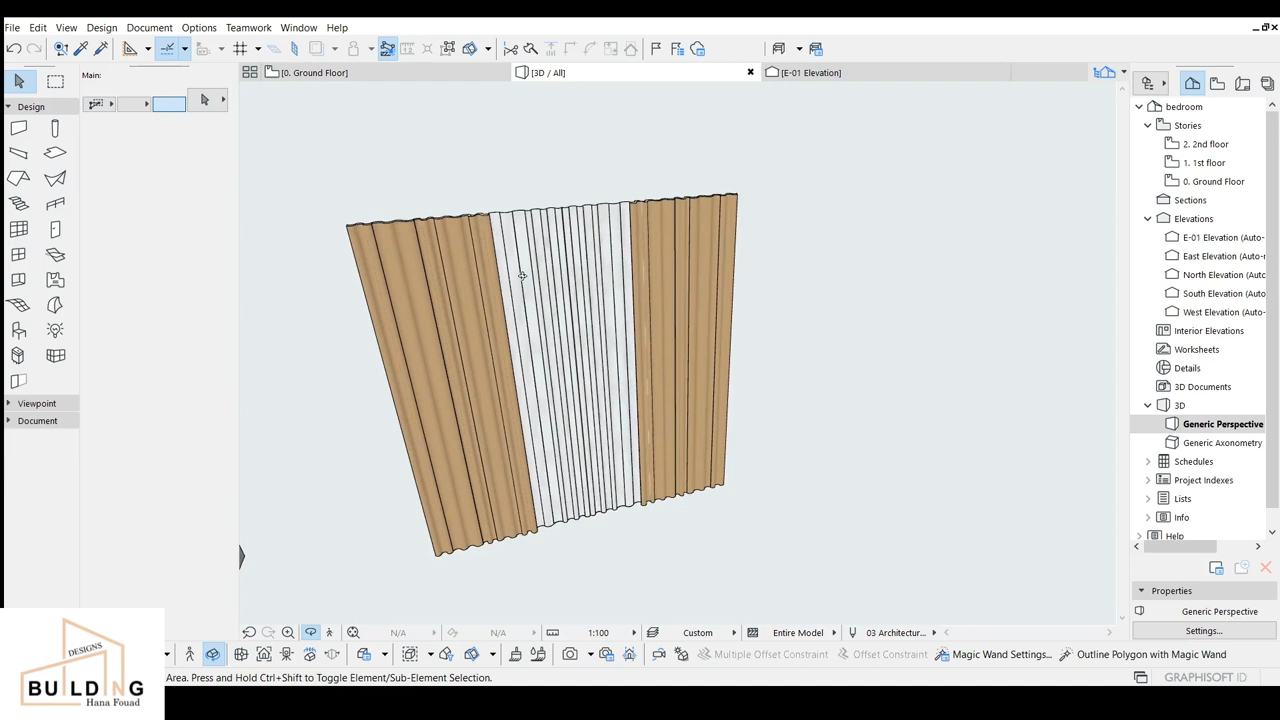 File Edit View Design Document Options Teamwork Window Help
[0. Ground Floor] [3D / All] [E-01 Elevation]
Main:
Design
Viewpoint
Document
bedroom
Stories
2. 2nd floor
1. 1st floor
0. Ground Floor
Sections
Elevations
E-01 Elevation (Auto-
East Elevation (Auto-
North Elevation (Auto
South Elevation (Auto
West Elevation (Auto-
Interior Elevations
Worksheets
Details
3D Documents
3D
Generic Perspective
Generic Axonometry
Schedules
Project Indexes
Lists
Info
Help
Properties
Generic Perspective
Settings...
N/A N/A 1:100 Custom Entire Model 03 Architectur...
Multiple Offset Constraint Offset Constraint Magic Wand Settings... Outline Polygon with Magic Wand
Area. Press and Hold Ctrl+Shift to Toggle Element/Sub-Element Selection.
GRAPHISOFT ID
DESIGNS
BUILDING
Hana Fouad